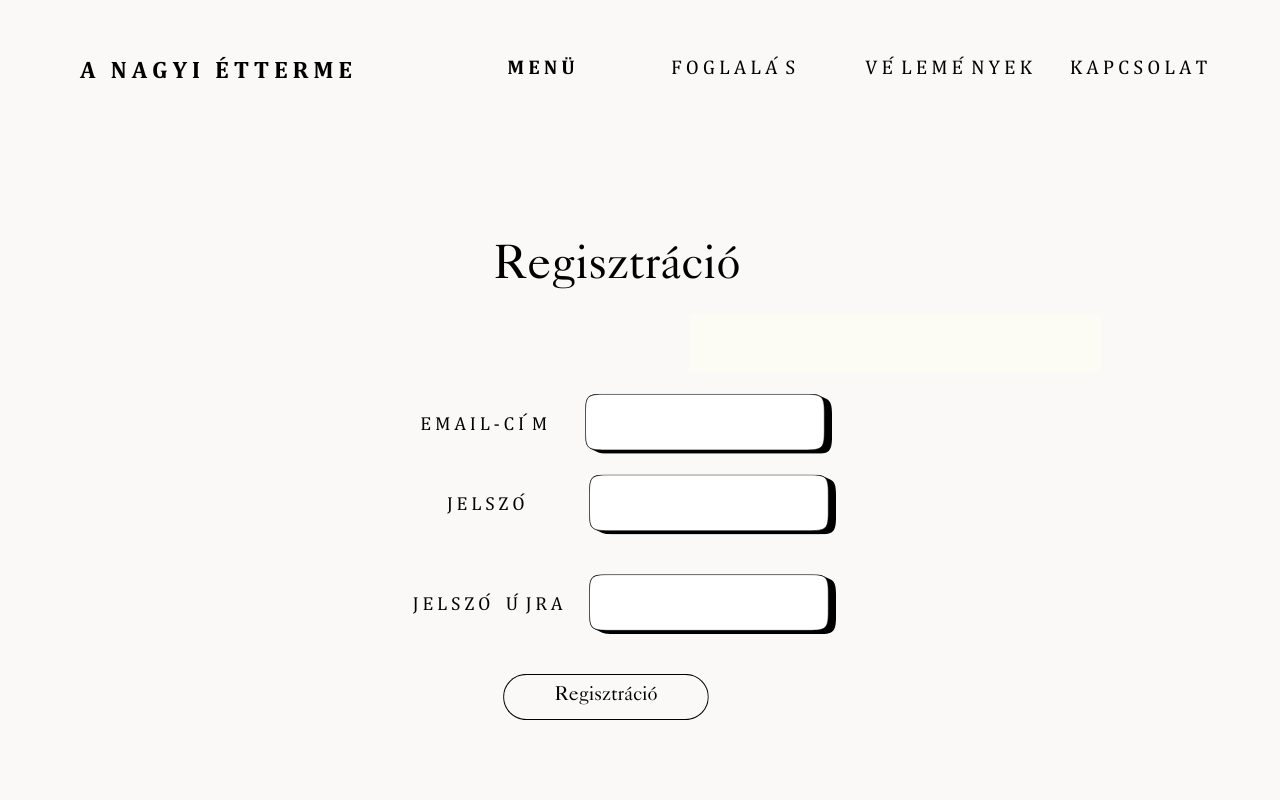 A NAGYI ÉTTERME MENÜ FOGLALÁS VÉLEMÉNYEK KAPCSOLAT
Regisztráció
EMAIL-CÍM
JELSZÓ
JELSZÓ ÚJRA
Regisztráció